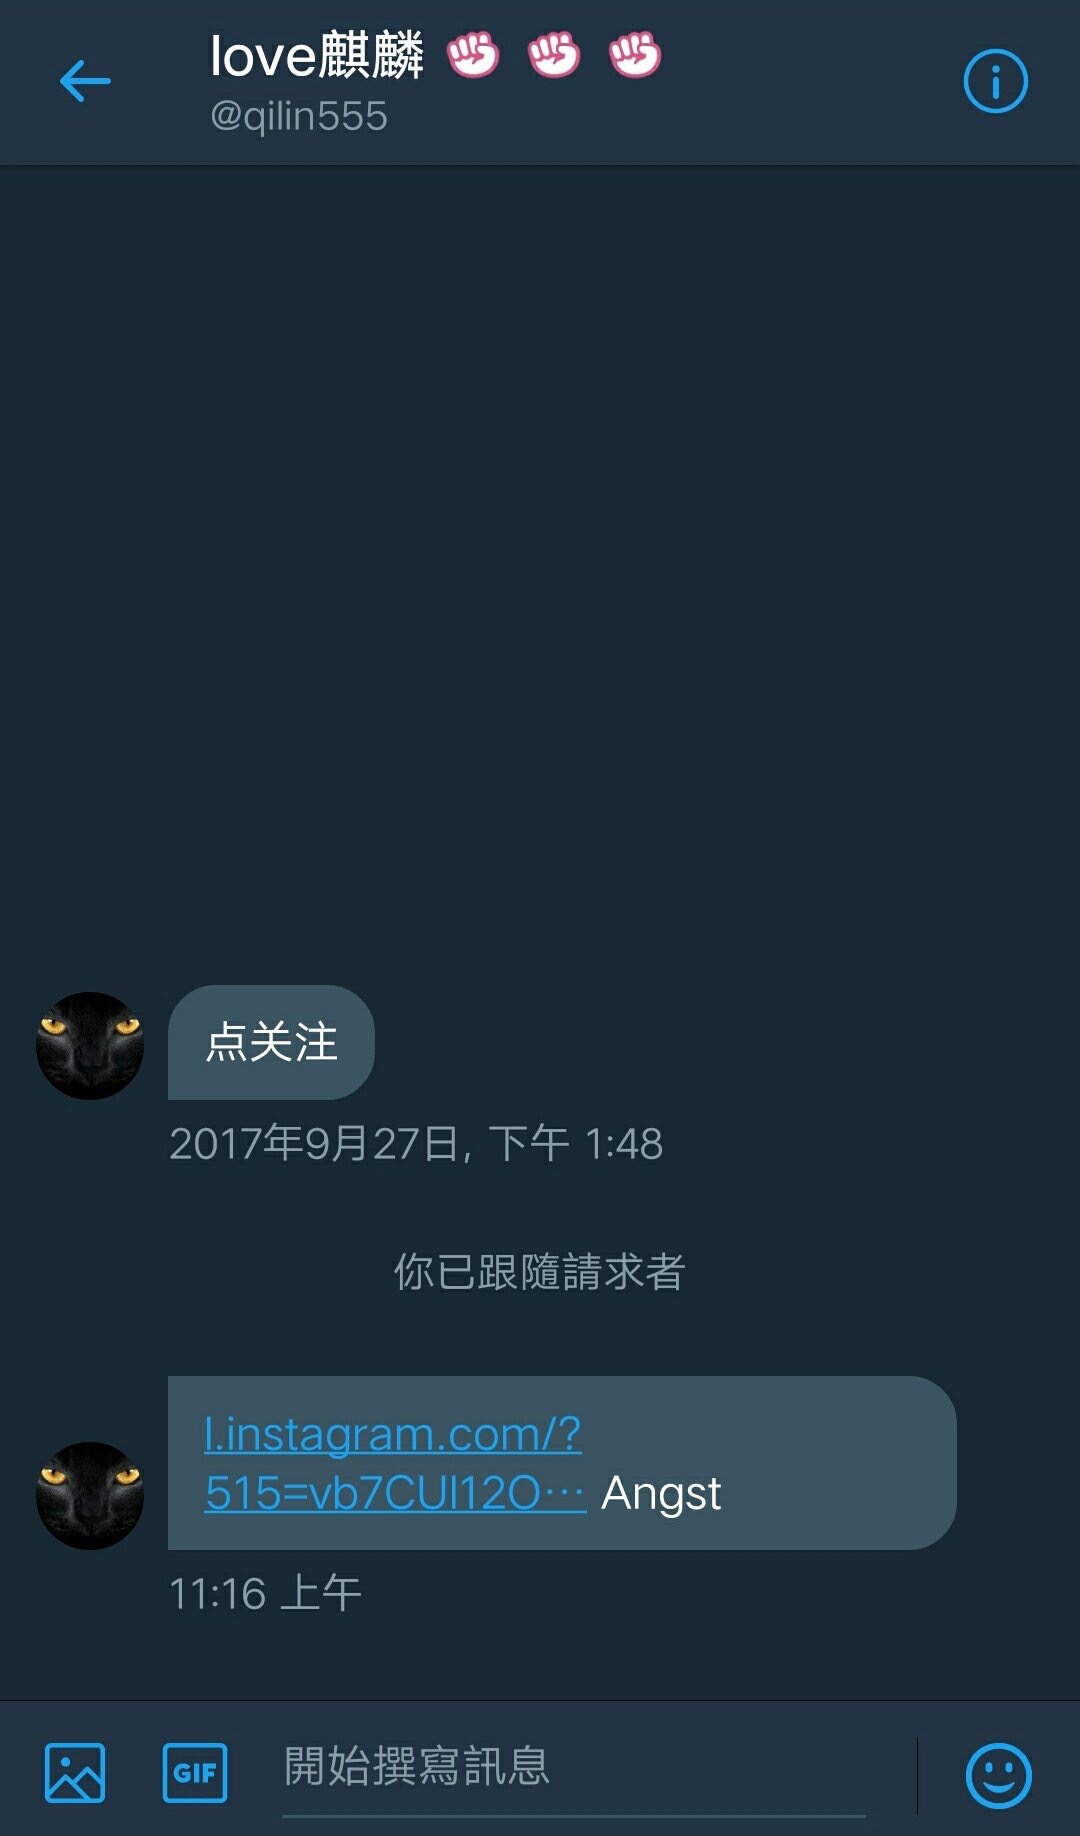 love麒麟 ✊ ✊ ✊
@qilin555
点关注
2017年9月27日, 下午 1:48
你已跟隨請求者
l.instagram.com/?
515=vb7CUl12O… Angst
11:16 上午
GIF
開始撰寫訊息